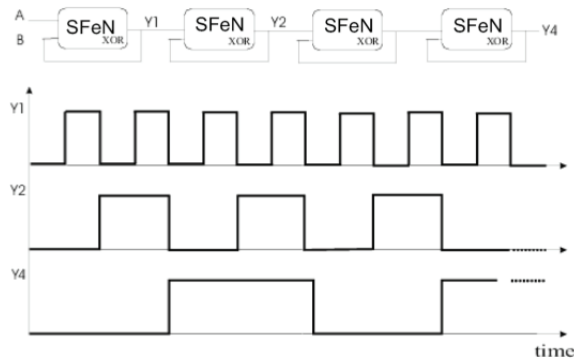 A SFeN Y1 SFeN Y2 SFeN SFeN Y4
B XOR XOR XOR XOR
Y1
Y2
Y4
time